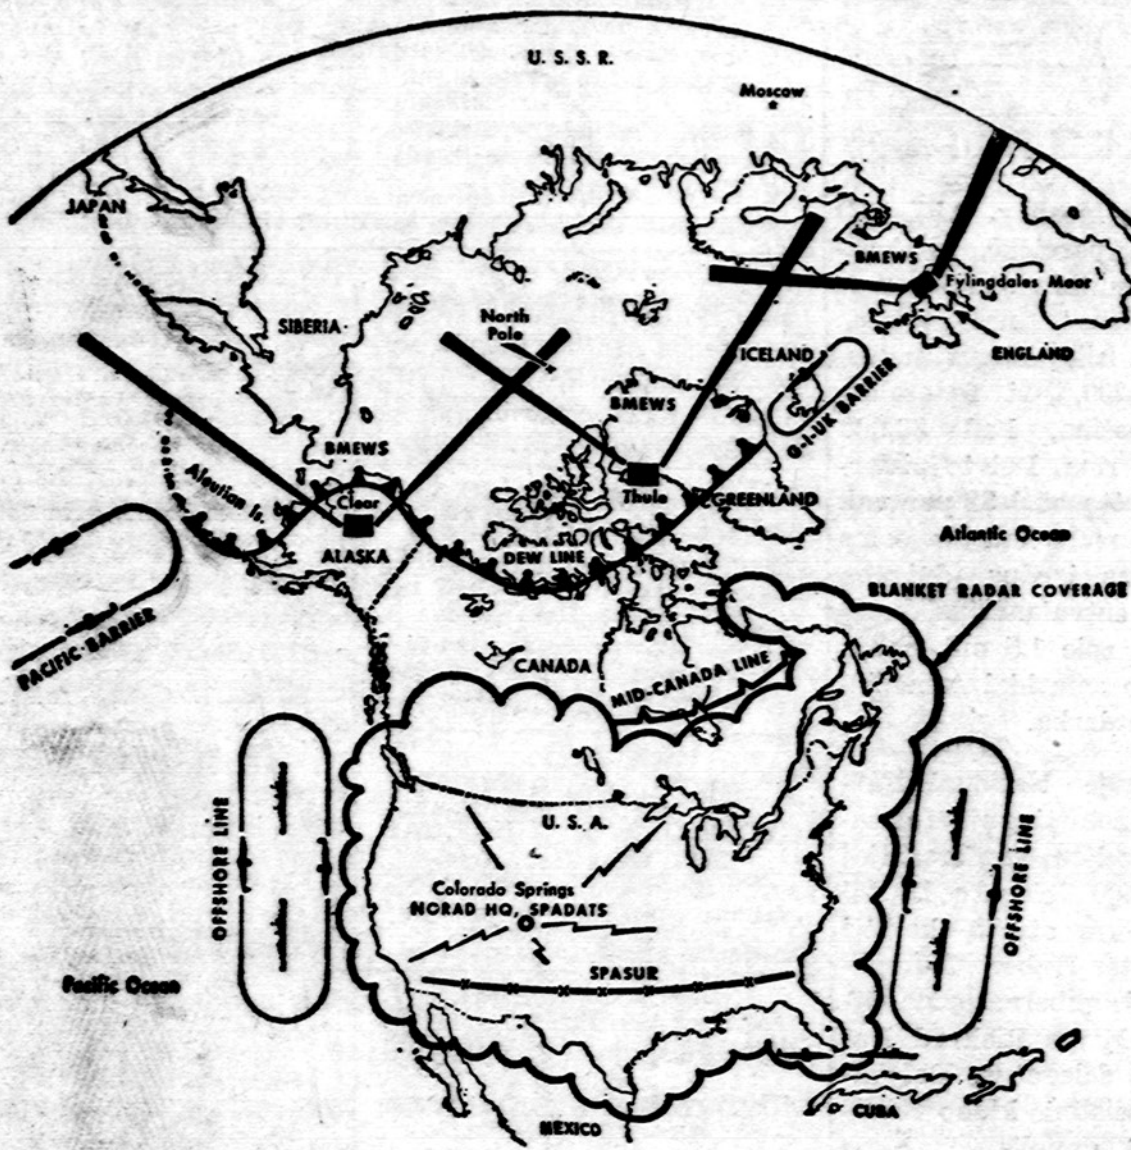 U. S. S. R.
Moscow
JAPAN
BMEWS
Fylingdales Moor
SIBERIA
North
Pole
ICELAND
ENGLAND
G-I-UK BARRIER
BMEWS
BMEWS
Aleutian Is.
Clear
Thule
GREENLAND
ALASKA
DEW LINE
Atlantic Ocean
BLANKET RADAR COVERAGE
PACIFIC BARRIER
CANADA
MID-CANADA LINE
OFFSHORE LINE
U. S. A.
OFFSHORE LINE
Colorado Springs
NORAD HQ, SPADATS
SPASUR
Pacific Ocean
CUBA
MEXICO